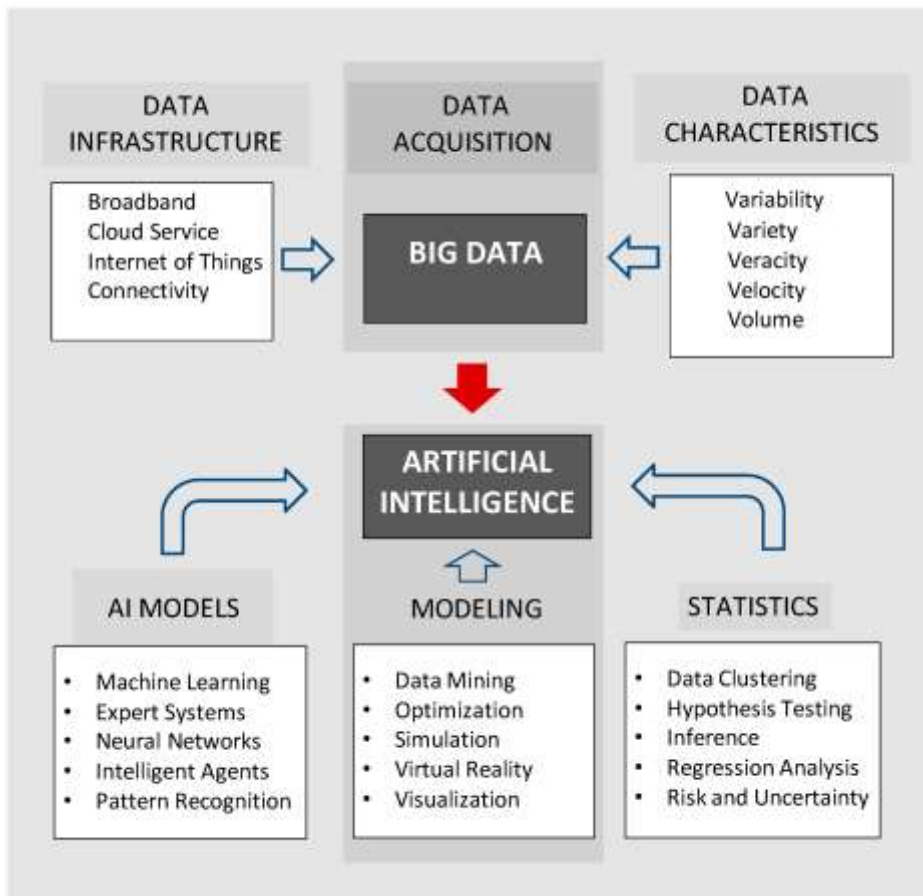 DATA
INFRASTRUCTURE
Broadband
Cloud Service
Internet of Things
Connectivity
DATA
ACQUISITION
BIG DATA
DATA
CHARACTERISTICS
Variability
Variety
Veracity
Velocity
Volume
ARTIFICIAL
INTELLIGENCE
AI MODELS
• Machine Learning
• Expert Systems
• Neural Networks
• Intelligent Agents
• Pattern Recognition
MODELING
• Data Mining
• Optimization
• Simulation
• Virtual Reality
• Visualization
STATISTICS
• Data Clustering
• Hypothesis Testing
• Inference
• Regression Analysis
• Risk and Uncertainty